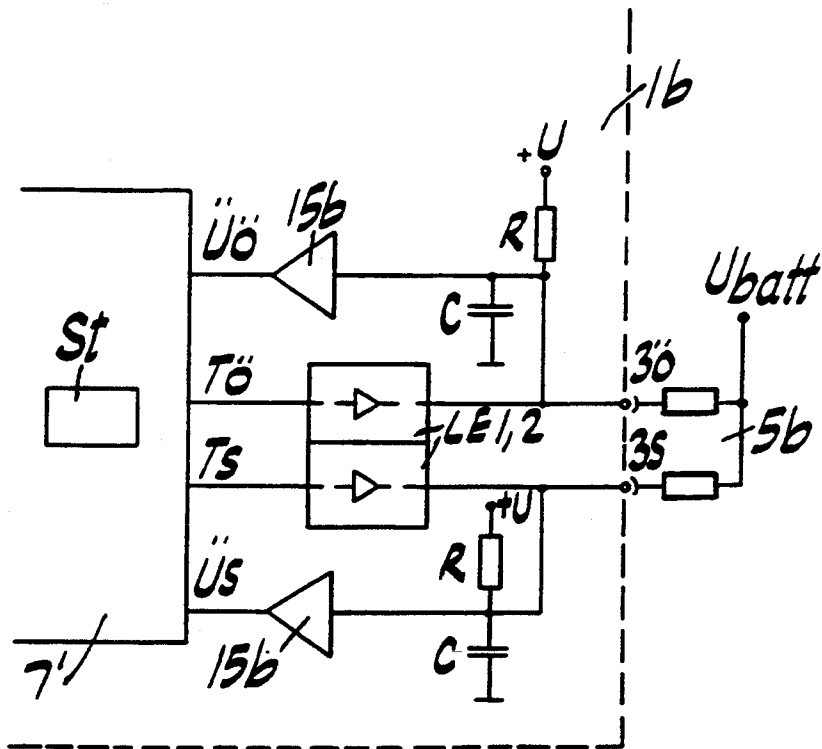 1b
+U
Üö
15b
R
Ubatt
C
St
Tö
3ö
LE1,2
5b
Ts
3s
+U
Üs
R
15b
C
7'